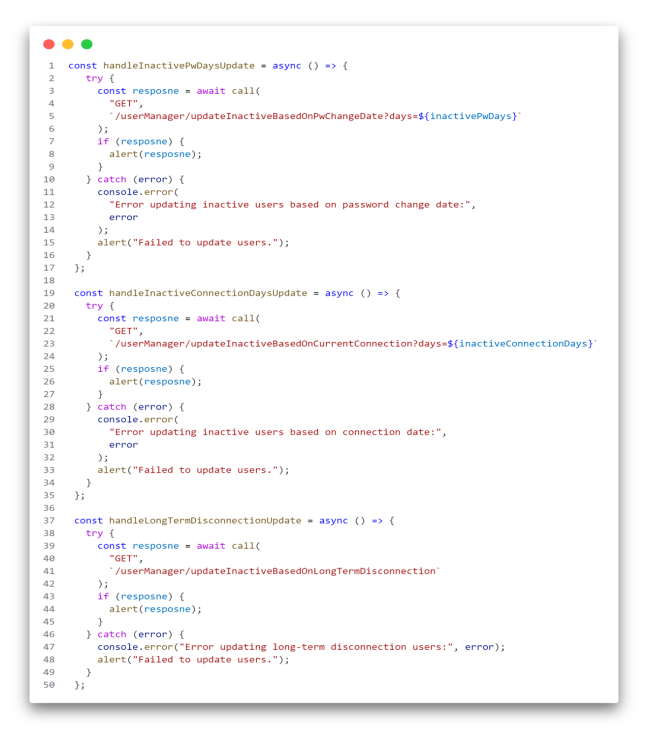 1 const handleInactivePwDaysUpdate = async () => {
2 try {
3 const resposne = await call(
4 "GET",
5 `/userManager/updateInactiveBasedOnPwChangeDate?days=${inactivePwDays}`
6 );
7 if (resposne) {
8 alert(resposne);
9 }
10 } catch (error) {
11 console.error(
12 "Error updating inactive users based on password change date:",
13 error
14 );
15 alert("Failed to update users.");
16 }
17 };
18
19 const handleInactiveConnectionDaysUpdate = async () => {
20 try {
21 const resposne = await call(
22 "GET",
23 `/userManager/updateInactiveBasedOnCurrentConnection?days=${inactiveConnectionDays}`
24 );
25 if (resposne) {
26 alert(resposne);
27 }
28 } catch (error) {
29 console.error(
30 "Error updating inactive users based on connection date:",
31 error
32 );
33 alert("Failed to update users.");
34 }
35 };
36
37 const handleLongTermDisconnectionUpdate = async () => {
38 try {
39 const resposne = await call(
40 "GET",
41 `/userManager/updateInactiveBasedOnLongTermDisconnection`
42 );
43 if (resposne) {
44 alert(resposne);
45 }
46 } catch (error) {
47 console.error("Error updating long-term disconnection users:", error);
48 alert("Failed to update users.");
49 }
50 };